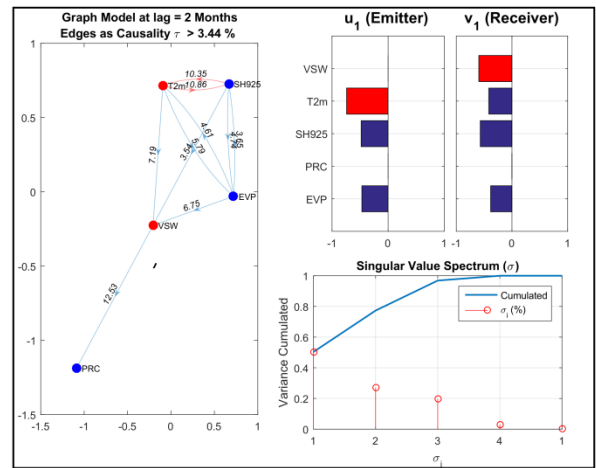 Graph Model at lag = 2 Months
Edges as Causality τ > 3.44 %
1
0.5
0
-0.5
-1
-1.5
-1.5 -1 -0.5 0 0.5 1
T2m
SH925
EVP
VSW
PRC
10.35
10.86
7.19
4.61
3.54
5.79
3.65
6.75
12.53
u1 (Emitter)
v1 (Receiver)
VSW
T2m
SH925
PRC
EVP
-1 0 1
-1 0 1
Singular Value Spectrum (σ)
Variance Cumulated
1
0.8
0.6
0.4
0.2
0
1 2 3 4 1
σi
Cumulated
σi (%)